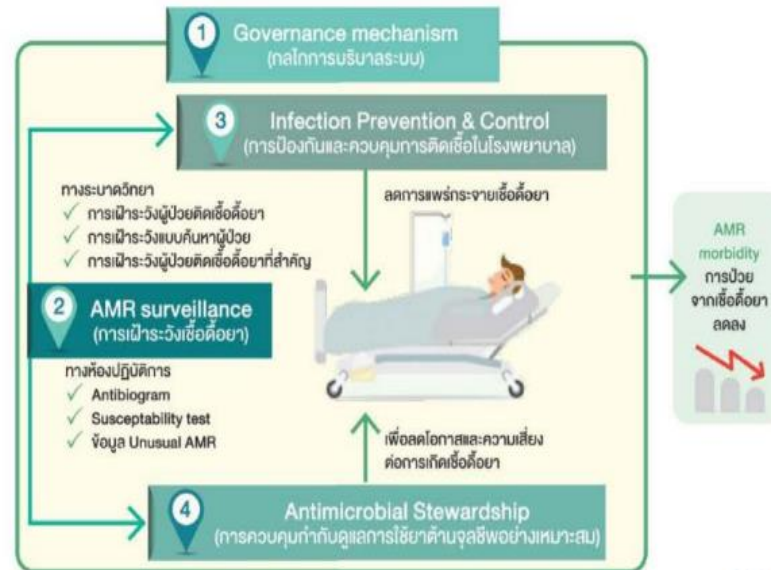 1 Governance mechanism
(กลไกการบริบาลระบบ)
3 Infection Prevention & Control
(การป้องกันและควบคุมการติดเชื้อในโรงพยาบาล)
ทางระบาดวิทยา
✓ การเฝ้าระวังผู้ป่วยติดเชื้อดื้อยา
✓ การเฝ้าระวังแบบค้นหาผู้ป่วย
✓ การเฝ้าระวังผู้ป่วยติดเชื้อดื้อยาที่สำคัญ
ลดการแพร่กระจายเชื้อดื้อยา
2 AMR surveillance
(การเฝ้าระวังเชื้อดื้อยา)
ทางห้องปฏิบัติการ
✓ Antibiogram
✓ Susceptability test
✓ ข้อมูล Unusual AMR
เพื่อลดโอกาสและความเสี่ยง
ต่อการเกิดเชื้อดื้อยา
4 Antimicrobial Stewardship
(การควบคุมกำกับดูแลการใช้ยาต้านจุลชีพอย่างเหมาะสม)
AMR
morbidity
การป่วย
จากเชื้อดื้อยา
ลดลง